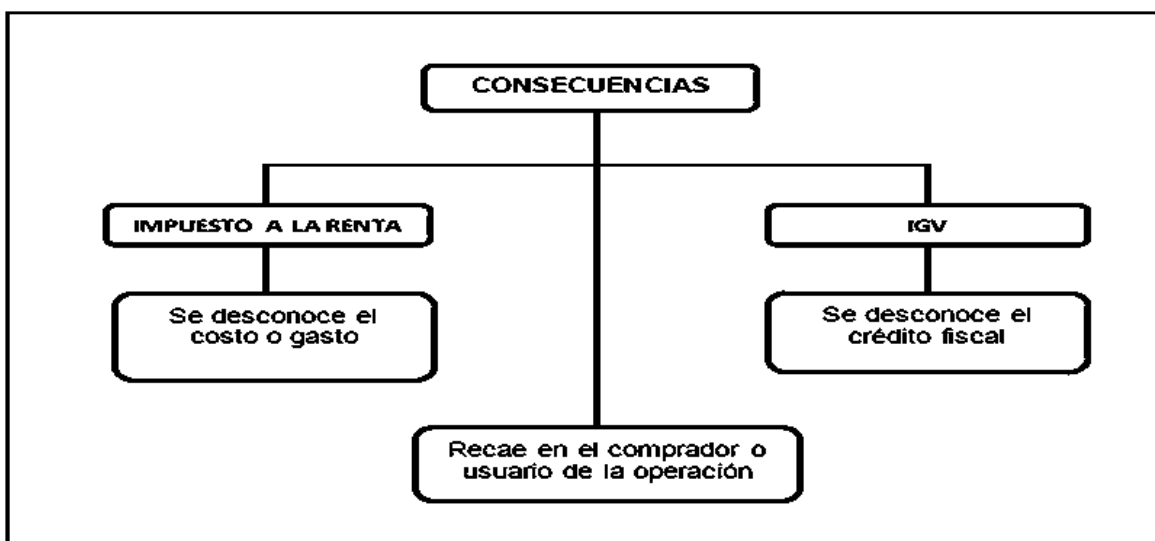 CONSECUENCIAS
IMPUESTO A LA RENTA
IGV
Se desconoce el
costo o gasto
Se desconoce el
crédito fiscal
Recae en el comprador o
usuario de la operación